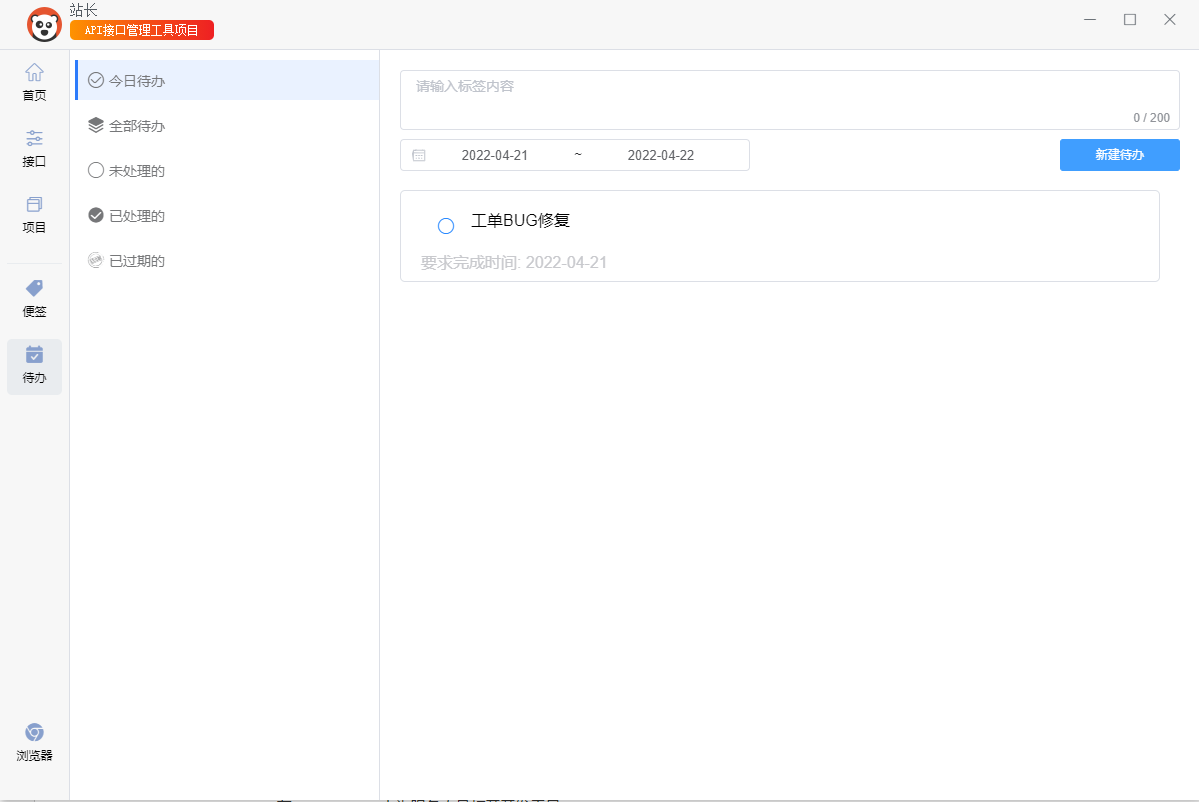 站长
API接口管理工具项目
首页
接口
项目
便签
待办
浏览器
今日待办
全部待办
未处理的
已处理的
已过期的
请输入标签内容
0 / 200
2022-04-21 ~ 2022-04-22
新建待办
工单BUG修复
要求完成时间: 2022-04-21